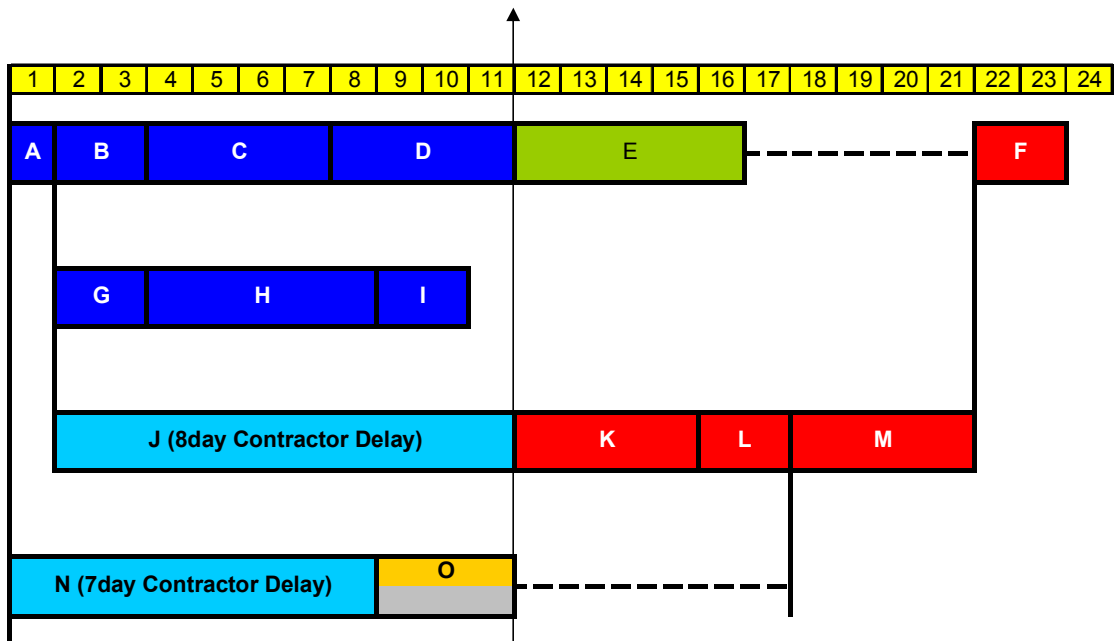 1 2 3 4 5 6 7 8 9 10 11 12 13 14 15 16 17 18 19 20 21 22 23 24
A B C D E F
G H I
J (8day Contractor Delay) K L M
N (7day Contractor Delay) O